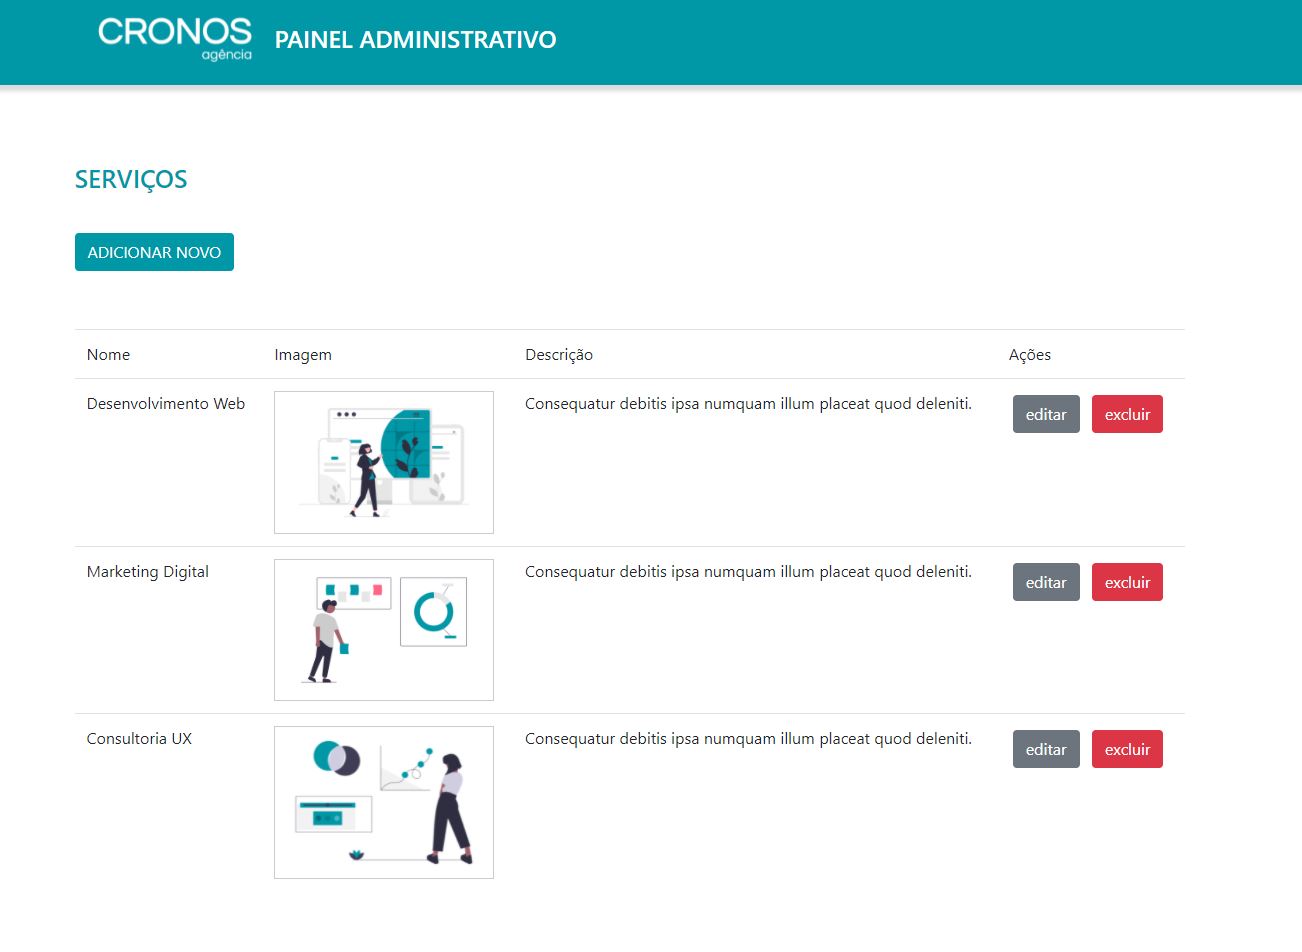 CRONOS
agência
PAINEL ADMINISTRATIVO
SERVIÇOS
ADICIONAR NOVO
Nome Imagem Descrição Ações
Desenvolvimento Web Consequatur debitis ipsa numquam illum placeat quod deleniti. editar excluir
Marketing Digital Consequatur debitis ipsa numquam illum placeat quod deleniti. editar excluir
Consultoria UX Consequatur debitis ipsa numquam illum placeat quod deleniti. editar excluir